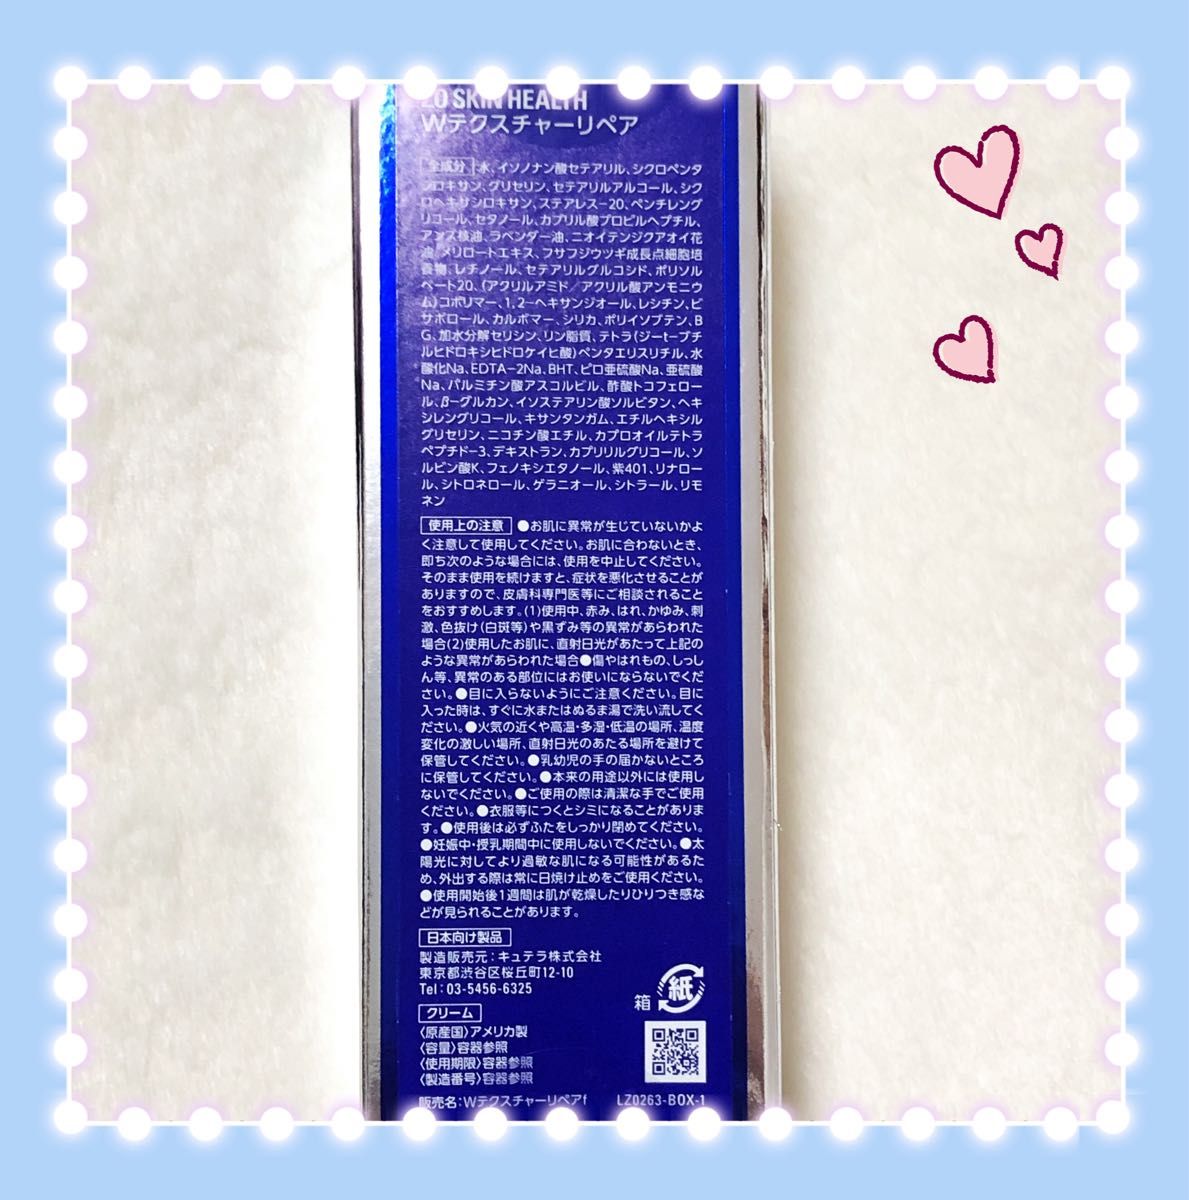 ZO SKIN HEALTH
Wテクスチャーリペア
全成分 水、イソノナン酸セテアリル、シクロペンタ
シロキサン、グリセリン、セテアリルアルコール、シク
ロヘキサシロキサン、ステアレス-20、ペンチレング
リコール、セタノール、カプリル酸プロピルヘプチル、
アンズ核油、ラベンダー油、ニオイテンジクアオイ花
油、メリロートエキス、フサフジウツギ成長点細胞培
養物、レチノール、セテアリルグルコシド、ポリソル
ベート20、(アクリルアミド/アクリル酸アンモニウ
ム)コポリマー、1,2-ヘキサンジオール、レシチン、ビ
サボロール、カルボマー、シリカ、ポリイソブテン、B
G、加水分解セリシン、リン脂質、テトラ(ジーt-ブチ
ルヒドロキシヒドロケイヒ酸)ペンタエリスリチル、水
酸化Na、EDTA-2Na、BHT、ピロ亜硫酸Na、亜硫酸
Na、パルミチン酸アスコルビル、酢酸トコフェロー
ル、β-グルカン、イソステアリン酸ソルビタン、ヘキ
シレングリコール、キサンタンガム、エチルヘキシル
グリセリン、ニコチン酸エチル、カプロオイルテトラ
ペプチド-3、デキストラン、カプリリルグリコール、ソ
ルビン酸K、フェノキシエタノール、紫401、リナロー
ル、シトロネロール、ゲラニオール、シトラール、リモ
ネン
使用上の注意 ●お肌に異常が生じていないかよ
く注意して使用してください。お肌に合わないとき、
即ち次のような場合には、使用を中止してください。
そのまま使用を続けますと、症状を悪化させることが
ありますので、皮膚科専門医等にご相談されること
をおすすめします。(1)使用中、赤み、はれ、かゆみ、刺
激、色抜け(白斑等)や黒ずみ等の異常があらわれた
場合(2)使用したお肌に、直射日光があたって上記の
ような異常があらわれた場合●傷やはれもの、しっし
ん等、異常のある部位にはお使いにならないでくだ
さい。●目に入らないようにご注意ください。目に
入った時は、すぐに水またはぬるま湯で洗い流してく
ださい。●火気の近くや高温・多湿・低温の場所、温度
変化の激しい場所、直射日光のあたる場所を避けて
保管してください。●乳幼児の手の届かないところ
に保管してください。●本来の用途以外には使用し
ないでください。●ご使用の際は清潔な手でご使用
ください。●衣服等につくとシミになることがありま
す。●使用後は必ずふたをしっかり閉めてください。
●妊娠中・授乳期間中に使用しないでください。●太
陽光に対してより過敏な肌になる可能性があるた
め、外出する際は常に日焼け止めをご使用ください。
●使用開始後1週間は肌が乾燥したりひりつき感な
どが見られることがあります。
日本向け製品
製造販売元:キュテラ株式会社
東京都渋谷区桜丘町12-10
Tel:03-5456-6325
箱 紙
クリーム
〈原産国〉アメリカ製
〈容量〉容器参照
〈使用期限〉容器参照
〈製造番号〉容器参照
販売名:Wテクスチャーリペアf LZ0263-BOX-1